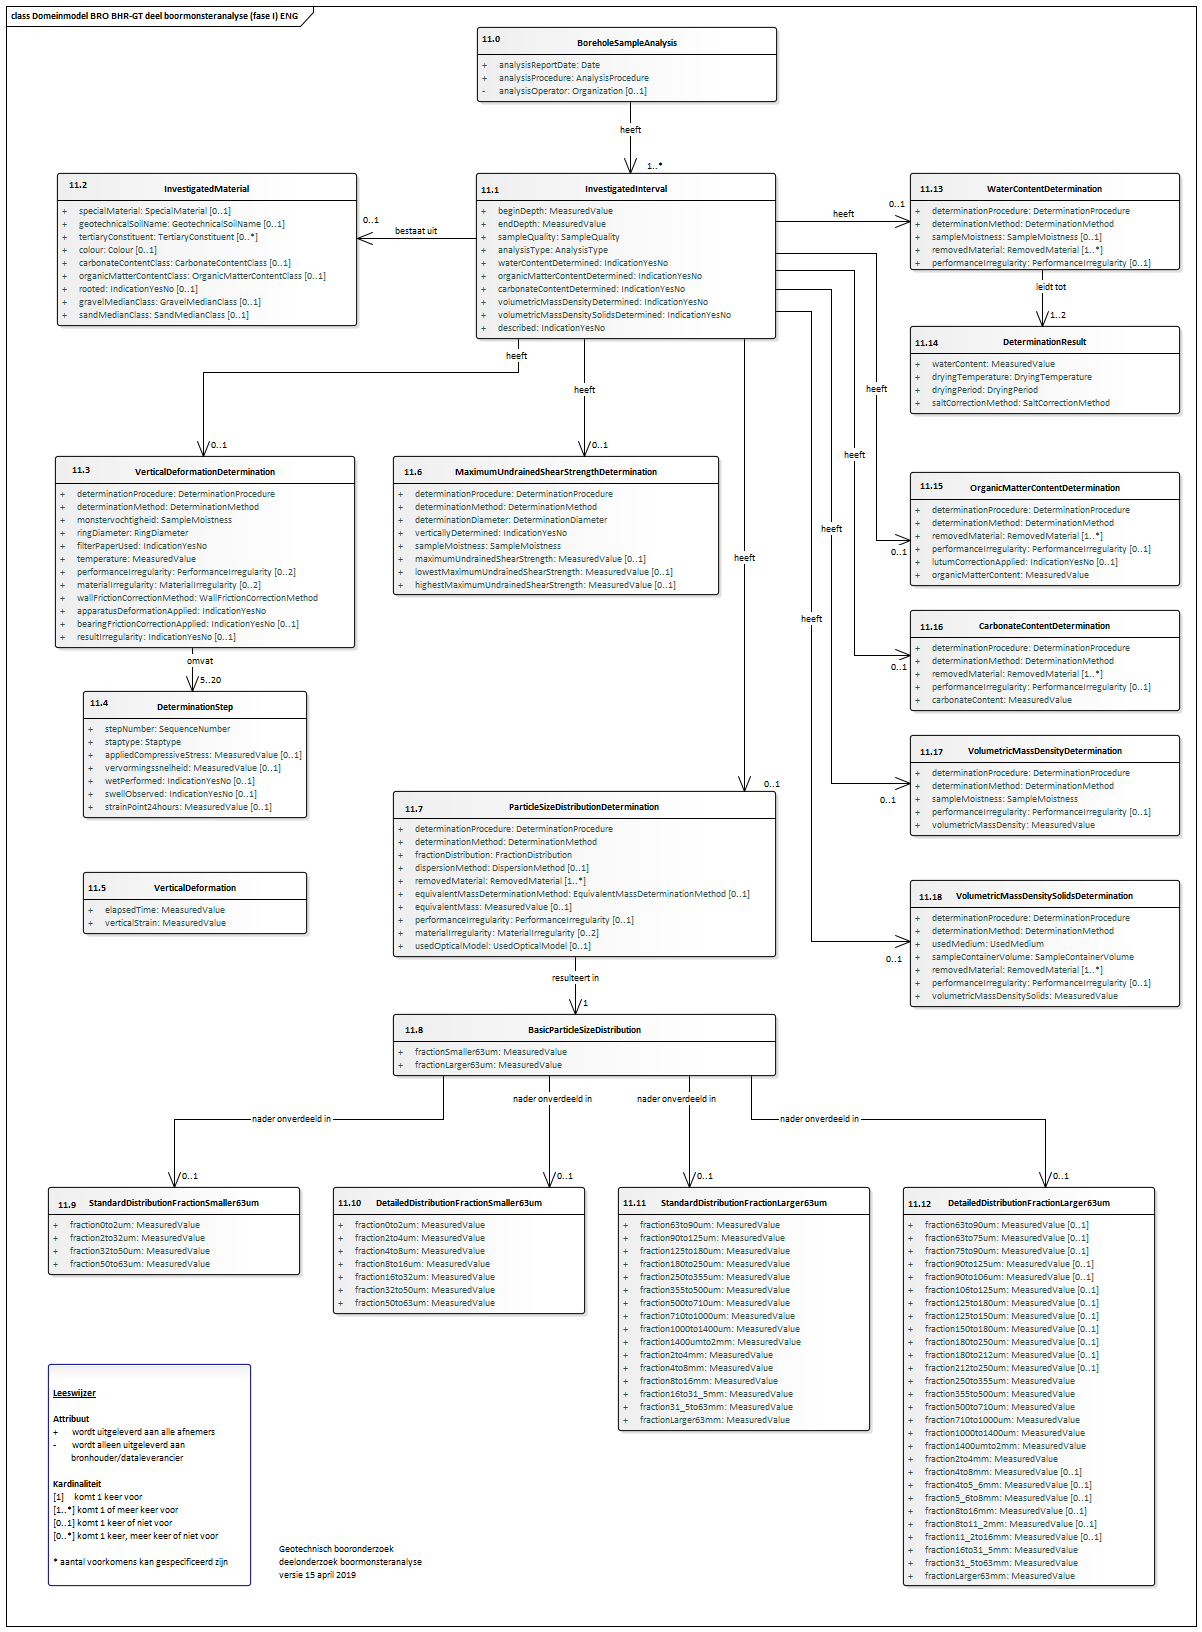 class Domeinmodel BRO BHR-GT deel boormonsteranalyse (fase I) ENG
11.0 BoreholeSampleAnalysis
+ analysisReportDate: Date
+ analysisProcedure: AnalysisProcedure
- analysisOperator: Organization [0..1]
heeft
1..*
11.2 InvestigatedMaterial
+ specialMaterial: SpecialMaterial [0..1]
+ geotechnicalSoilName: GeotechnicalSoilName [0..1]
+ tertiaryConstituent: TertiaryConstituent [0..*]
+ colour: Colour [0..1]
+ carbonateContentClass: CarbonateContentClass [0..1]
+ organicMatterContentClass: OrganicMatterContentClass [0..1]
+ rooted: IndicationYesNo [0..1]
+ gravelMedianClass: GravelMedianClass [0..1]
+ sandMedianClass: SandMedianClass [0..1]
0..1
bestaat uit
11.1 InvestigatedInterval
+ beginDepth: MeasuredValue
+ endDepth: MeasuredValue
+ sampleQuality: SampleQuality
+ analysisType: AnalysisType
+ waterContentDetermined: IndicationYesNo
+ organicMatterContentDetermined: IndicationYesNo
+ carbonateContentDetermined: IndicationYesNo
+ volumetricMassDensityDetermined: IndicationYesNo
+ volumetricMassDensitySolidsDetermined: IndicationYesNo
+ described: IndicationYesNo
heeft
0..1
11.13 WaterContentDetermination
+ determinationProcedure: DeterminationProcedure
+ determinationMethod: DeterminationMethod
+ sampleMoistness: SampleMoistness [0..1]
+ removedMaterial: RemovedMaterial [1..*]
+ performanceIrregularity: PerformanceIrregularity [0..1]
leidt tot
1..2
11.14 DeterminationResult
+ waterContent: MeasuredValue
+ dryingTemperature: DryingTemperature
+ dryingPeriod: DryingPeriod
+ saltCorrectionMethod: SaltCorrectionMethod
heeft
0..1
heeft
0..1
heeft
0..1
heeft
0..1
heeft
0..1
heeft
0..1
heeft
0..1
11.3 VerticalDeformationDetermination
+ determinationProcedure: DeterminationProcedure
+ determinationMethod: DeterminationMethod
+ monstervochtigheid: SampleMoistness
+ ringDiameter: RingDiameter
+ filterPaperUsed: IndicationYesNo
+ temperature: MeasuredValue
+ performanceIrregularity: PerformanceIrregularity [0..2]
+ materialIrregularity: MaterialIrregularity [0..2]
+ wallFrictionCorrectionMethod: WallFrictionCorrectionMethod
+ apparatusDeformationApplied: IndicationYesNo
+ bearingFrictionCorrectionApplied: IndicationYesNo [0..1]
+ resultIrregularity: IndicationYesNo [0..1]
omvat
5..20
11.6 MaximumUndrainedShearStrengthDetermination
+ determinationProcedure: DeterminationProcedure
+ determinationMethod: DeterminationMethod
+ determinationDiameter: DeterminationDiameter
+ verticallyDetermined: IndicationYesNo
+ sampleMoistness: SampleMoistness
+ maximumUndrainedShearStrength: MeasuredValue [0..1]
+ lowestMaximumUndrainedShearStrength: MeasuredValue [0..1]
+ highestMaximumUndrainedShearStrength: MeasuredValue [0..1]
11.15 OrganicMatterContentDetermination
+ determinationProcedure: DeterminationProcedure
+ determinationMethod: DeterminationMethod
+ removedMaterial: RemovedMaterial [1..*]
+ performanceIrregularity: PerformanceIrregularity [0..1]
+ lutumCorrectionApplied: IndicationYesNo [0..1]
+ organicMatterContent: MeasuredValue
11.16 CarbonateContentDetermination
+ determinationProcedure: DeterminationProcedure
+ determinationMethod: DeterminationMethod
+ removedMaterial: RemovedMaterial [1..*]
+ performanceIrregularity: PerformanceIrregularity [0..1]
+ carbonateContent: MeasuredValue
11.4 DeterminationStep
+ stepNumber: SequenceNumber
+ staptype: Staptype
+ appliedCompressiveStress: MeasuredValue [0..1]
+ vervormingssnelheid: MeasuredValue [0..1]
+ wetPerformed: IndicationYesNo [0..1]
+ swellObserved: IndicationYesNo [0..1]
+ strainPoint24hours: MeasuredValue [0..1]
11.17 VolumetricMassDensityDetermination
+ determinationProcedure: DeterminationProcedure
+ determinationMethod: DeterminationMethod
+ sampleMoistness: SampleMoistness
+ performanceIrregularity: PerformanceIrregularity [0..1]
+ volumetricMassDensity: MeasuredValue
11.7 ParticleSizeDistributionDetermination
+ determinationProcedure: DeterminationProcedure
+ determinationMethod: DeterminationMethod
+ fractionDistribution: FractionDistribution
+ dispersionMethod: DispersionMethod [0..1]
+ removedMaterial: RemovedMaterial [1..*]
+ equivalentMassDeterminationMethod: EquivalentMassDeterminationMethod [0..1]
+ equivalentMass: MeasuredValue [0..1]
+ performanceIrregularity: PerformanceIrregularity [0..1]
+ materialIrregularity: MaterialIrregularity [0..2]
+ usedOpticalModel: UsedOpticalModel [0..1]
11.5 VerticalDeformation
+ elapsedTime: MeasuredValue
+ verticalStrain: MeasuredValue
11.18 VolumetricMassDensitySolidsDetermination
+ determinationProcedure: DeterminationProcedure
+ determinationMethod: DeterminationMethod
+ usedMedium: UsedMedium
+ sampleContainerVolume: SampleContainerVolume
+ removedMaterial: RemovedMaterial [1..*]
+ performanceIrregularity: PerformanceIrregularity [0..1]
+ volumetricMassDensitySolids: MeasuredValue
resulteert in
1
11.8 BasicParticleSizeDistribution
+ fractionSmaller63um: MeasuredValue
+ fractionLarger63um: MeasuredValue
nader onverdeeld in
nader onverdeeld in
nader onverdeeld in
nader onverdeeld in
0..1
0..1
0..1
0..1
11.9 StandardDistributionFractionSmaller63um
+ fraction0to2um: MeasuredValue
+ fraction2to32um: MeasuredValue
+ fraction32to50um: MeasuredValue
+ fraction50to63um: MeasuredValue
11.10 DetailedDistributionFractionSmaller63um
+ fraction0to2um: MeasuredValue
+ fraction2to4um: MeasuredValue
+ fraction4to8um: MeasuredValue
+ fraction8to16um: MeasuredValue
+ fraction16to32um: MeasuredValue
+ fraction32to50um: MeasuredValue
+ fraction50to63um: MeasuredValue
11.11 StandardDistributionFractionLarger63um
+ fraction63to90um: MeasuredValue
+ fraction90to125um: MeasuredValue
+ fraction125to180um: MeasuredValue
+ fraction180to250um: MeasuredValue
+ fraction250to355um: MeasuredValue
+ fraction355to500um: MeasuredValue
+ fraction500to710um: MeasuredValue
+ fraction710to1000um: MeasuredValue
+ fraction1000to1400um: MeasuredValue
+ fraction1400umto2mm: MeasuredValue
+ fraction2to4mm: MeasuredValue
+ fraction4to8mm: MeasuredValue
+ fraction8to16mm: MeasuredValue
+ fraction16to31_5mm: MeasuredValue
+ fraction31_5to63mm: MeasuredValue
+ fractionLarger63mm: MeasuredValue
11.12 DetailedDistributionFractionLarger63um
+ fraction63to90um: MeasuredValue [0..1]
+ fraction63to75um: MeasuredValue [0..1]
+ fraction75to90um: MeasuredValue [0..1]
+ fraction90to125um: MeasuredValue [0..1]
+ fraction90to106um: MeasuredValue [0..1]
+ fraction106to125um: MeasuredValue [0..1]
+ fraction125to180um: MeasuredValue [0..1]
+ fraction125to150um: MeasuredValue [0..1]
+ fraction150to180um: MeasuredValue [0..1]
+ fraction180to250um: MeasuredValue [0..1]
+ fraction180to212um: MeasuredValue [0..1]
+ fraction212to250um: MeasuredValue [0..1]
+ fraction250to355um: MeasuredValue
+ fraction355to500um: MeasuredValue
+ fraction500to710um: MeasuredValue
+ fraction710to1000um: MeasuredValue
+ fraction1000to1400um: MeasuredValue
+ fraction1400umto2mm: MeasuredValue
+ fraction2to4mm: MeasuredValue
+ fraction4to8mm: MeasuredValue [0..1]
+ fraction4to5_6mm: MeasuredValue [0..1]
+ fraction5_6to8mm: MeasuredValue [0..1]
+ fraction8to16mm: MeasuredValue [0..1]
+ fraction8to11_2mm: MeasuredValue [0..1]
+ fraction11_2to16mm: MeasuredValue [0..1]
+ fraction16to31_5mm: MeasuredValue
+ fraction31_5to63mm: MeasuredValue
+ fractionLarger63mm: MeasuredValue
Leeswijzer
Attribuut
+ wordt uitgeleverd aan alle afnemers
- wordt alleen uitgeleverd aan
bronhouder/dataleverancier
Kardinaliteit
[1] komt 1 keer voor
[1..*] komt 1 of meer keer voor
[0..1] komt 1 keer of niet voor
[0..*] komt 1 keer, meer keer of niet voor
* aantal voorkomens kan gespecificeerd zijn
Geotechnisch booronderzoek
deelonderzoek boormonsteranalyse
versie 15 april 2019